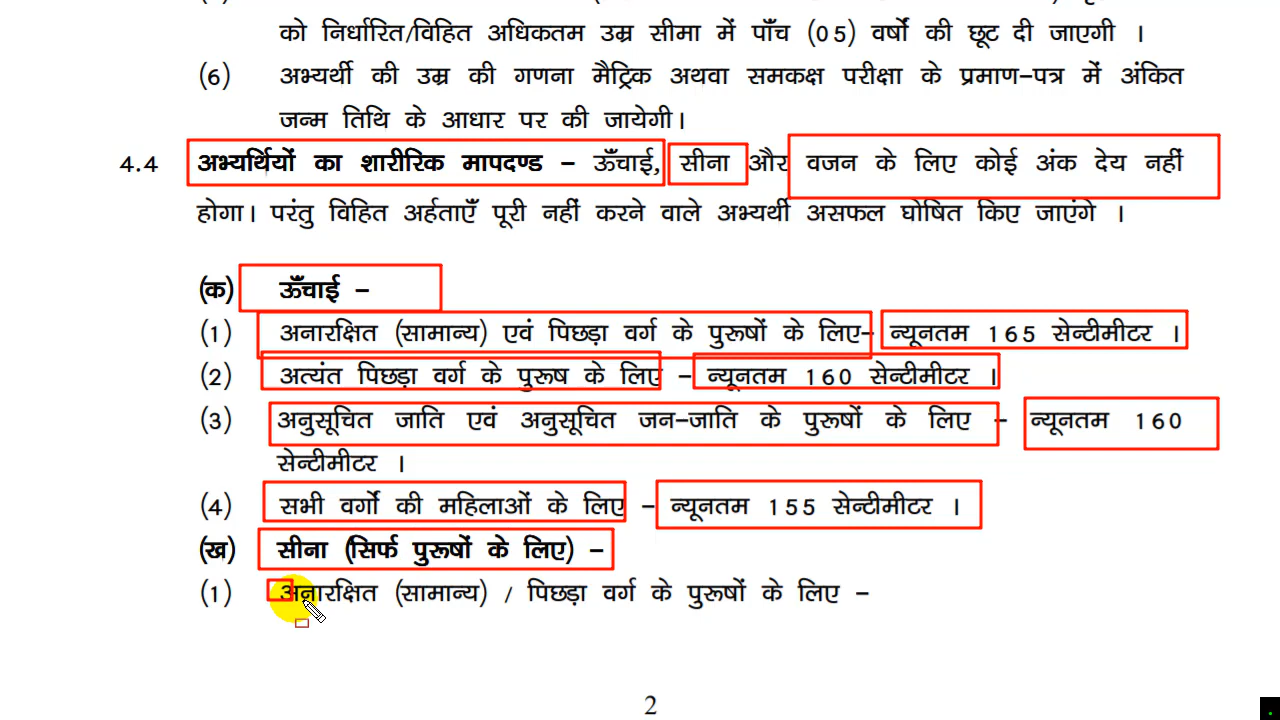 को निर्धारित/विहित अधिकतम उम्र सीमा में पाँच (05) वर्षों की छूट दी जाएगी ।
(6) अभ्यर्थी की उम्र की गणना मैट्रिक अथवा समकक्ष परीक्षा के प्रमाण-पत्र में अंकित
जन्म तिथि के आधार पर की जायेगी।
4.4 अभ्यर्थियों का शारीरिक मापदण्ड - ऊँचाई, सीना और वजन के लिए कोई अंक देय नहीं
होगा। परंतु विहित अर्हताएँ पूरी नहीं करने वाले अभ्यर्थी असफल घोषित किए जाएंगे ।
(क) ऊँचाई -
(1) अनारक्षित (सामान्य) एवं पिछड़ा वर्ग के पुरूषों के लिए- न्यूनतम 165 सेन्टीमीटर ।
(2) अत्यंत पिछड़ा वर्ग के पुरूष के लिए - न्यूनतम 160 सेन्टीमीटर ।
(3) अनुसूचित जाति एवं अनुसूचित जन-जाति के पुरूषों के लिए - न्यूनतम 160
सेन्टीमीटर ।
(4) सभी वर्गों की महिलाओं के लिए - न्यूनतम 155 सेन्टीमीटर ।
(ख) सीना (सिर्फ पुरूषों के लिए) -
(1) अनारक्षित (सामान्य) / पिछड़ा वर्ग के पुरूषों के लिए -
2